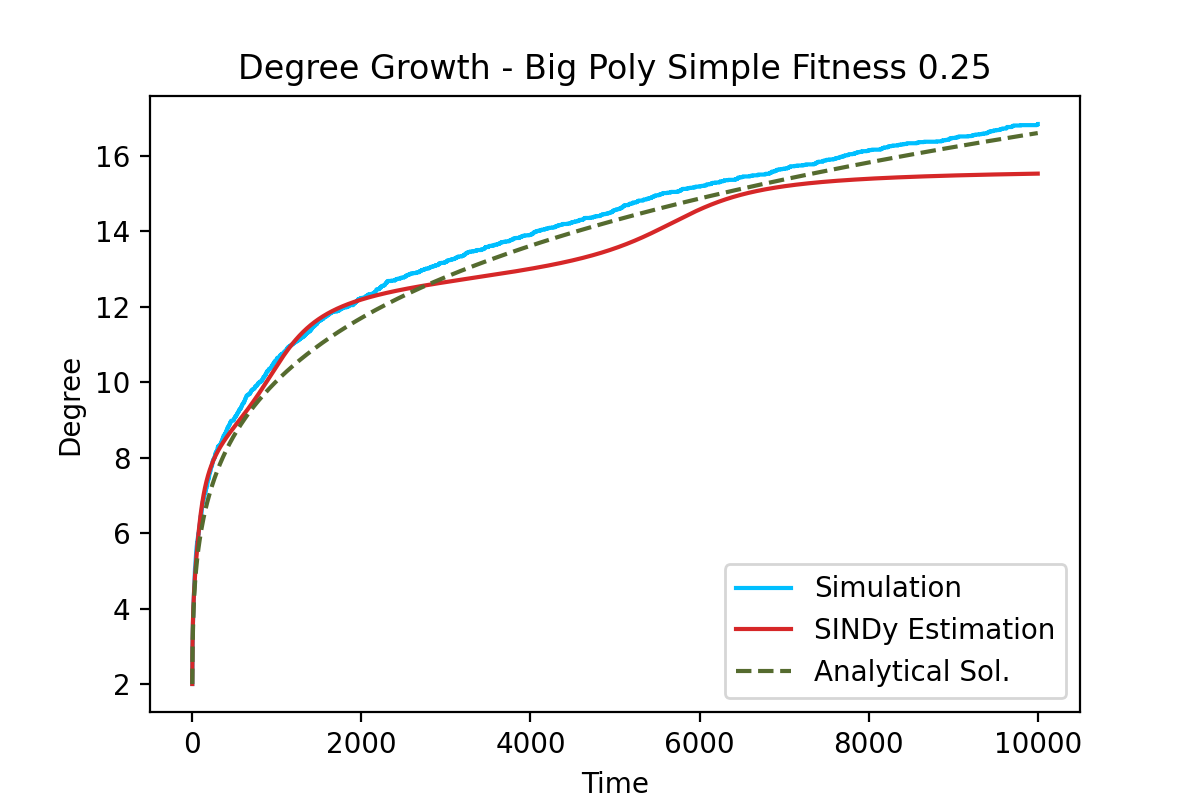 Degree Growth - Big Poly Simple Fitness 0.25
16
14
12
10
8
6
4
2
Degree
Simulation
SINDy Estimation
Analytical Sol.
0 2000 4000 6000 8000 10000
Time